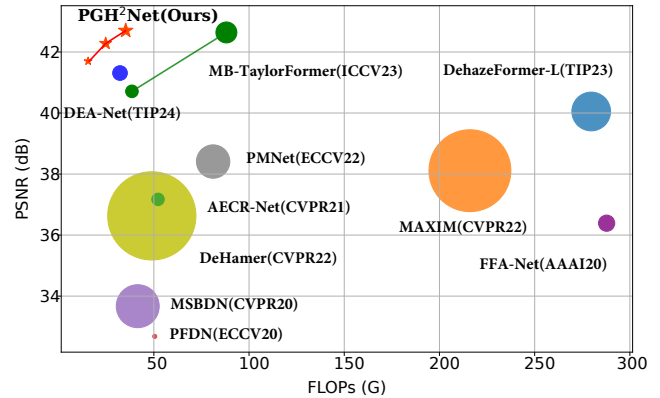 PGH²Net(Ours)
42
MB-TaylorFormer(ICCV23)
DehazeFormer-L(TIP23)
40
DEA-Net(TIP24)
PMNet(ECCV22)
38
AECR-Net(CVPR21)
MAXIM(CVPR22)
36
DeHamer(CVPR22)
FFA-Net(AAAI20)
34
MSBDN(CVPR20)
PFDN(ECCV20)
PSNR (dB)
50 100 150 200 250 300
FLOPs (G)